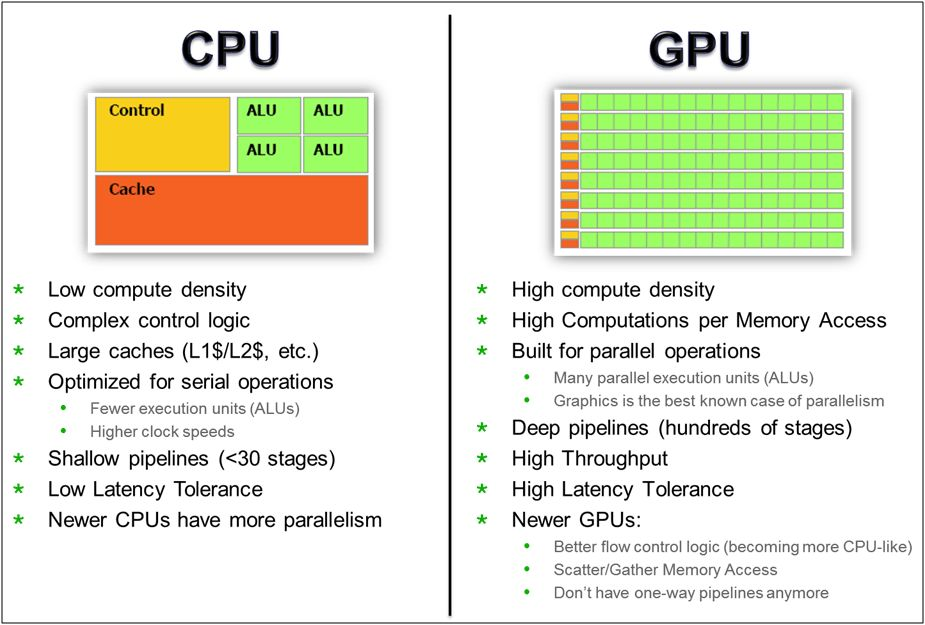 CPU
Control
ALU
ALU
ALU
ALU
Cache
* Low compute density
* Complex control logic
* Large caches (L1$/L2$, etc.)
* Optimized for serial operations
• Fewer execution units (ALUs)
• Higher clock speeds
* Shallow pipelines (<30 stages)
* Low Latency Tolerance
* Newer CPUs have more parallelism
GPU
* High compute density
* High Computations per Memory Access
* Built for parallel operations
• Many parallel execution units (ALUs)
• Graphics is the best known case of parallelism
* Deep pipelines (hundreds of stages)
* High Throughput
* High Latency Tolerance
* Newer GPUs:
• Better flow control logic (becoming more CPU-like)
• Scatter/Gather Memory Access
• Don't have one-way pipelines anymore